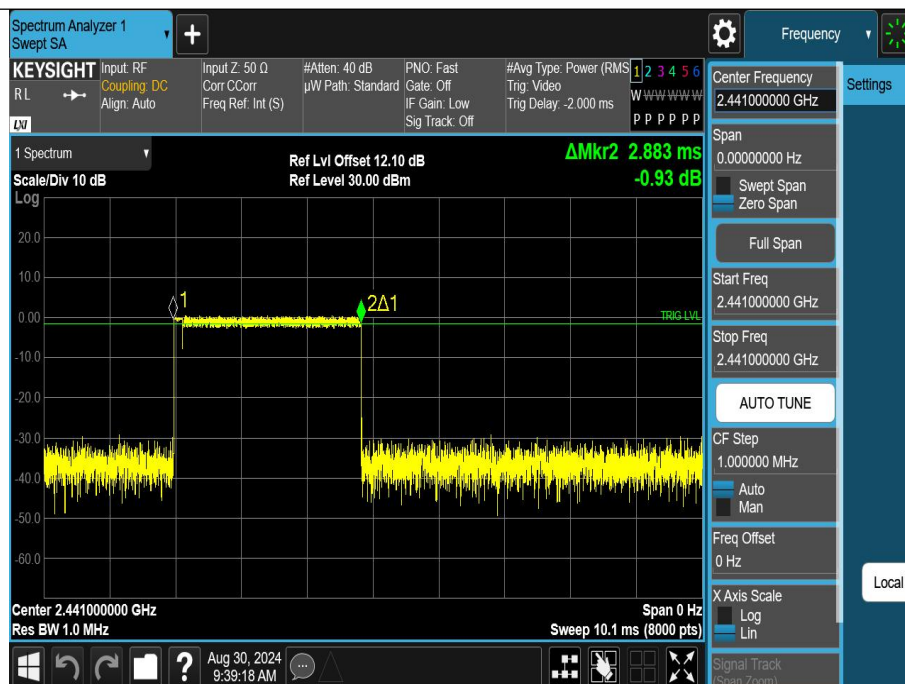 Spectrum Analyzer 1
Swept SA
+
Frequency
KEYSIGHT
RL
LXI
Input: RF
Coupling: DC
Align: Auto
Input Z: 50 Ω
Corr CCorr
Freq Ref: Int (S)
#Atten: 40 dB
µW Path: Standard
PNO: Fast
Gate: Off
IF Gain: Low
Sig Track: Off
#Avg Type: Power (RMS
Trig: Video
Trig Delay: -2.000 ms
1 2 3 4 5 6
W W W W W W
P P P P P P
1 Spectrum
Scale/Div 10 dB
Log
Ref Lvl Offset 12.10 dB
Ref Level 30.00 dBm
ΔMkr2 2.883 ms
-0.93 dB
20.0
10.0
0.00
-10.0
-20.0
-30.0
-40.0
-50.0
-60.0
1
2Δ1
TRIG LVL
Center 2.441000000 GHz
Res BW 1.0 MHz
Span 0 Hz
Sweep 10.1 ms (8000 pts)
Center Frequency
2.441000000 GHz
Settings
Span
0.00000000 Hz
Swept Span
Zero Span
Full Span
Start Freq
2.441000000 GHz
Stop Freq
2.441000000 GHz
AUTO TUNE
CF Step
1.000000 MHz
Auto
Man
Freq Offset
0 Hz
X Axis Scale
Log
Lin
Local
Signal Track
(Span Zoom)
?
Aug 30, 2024
9:39:18 AM